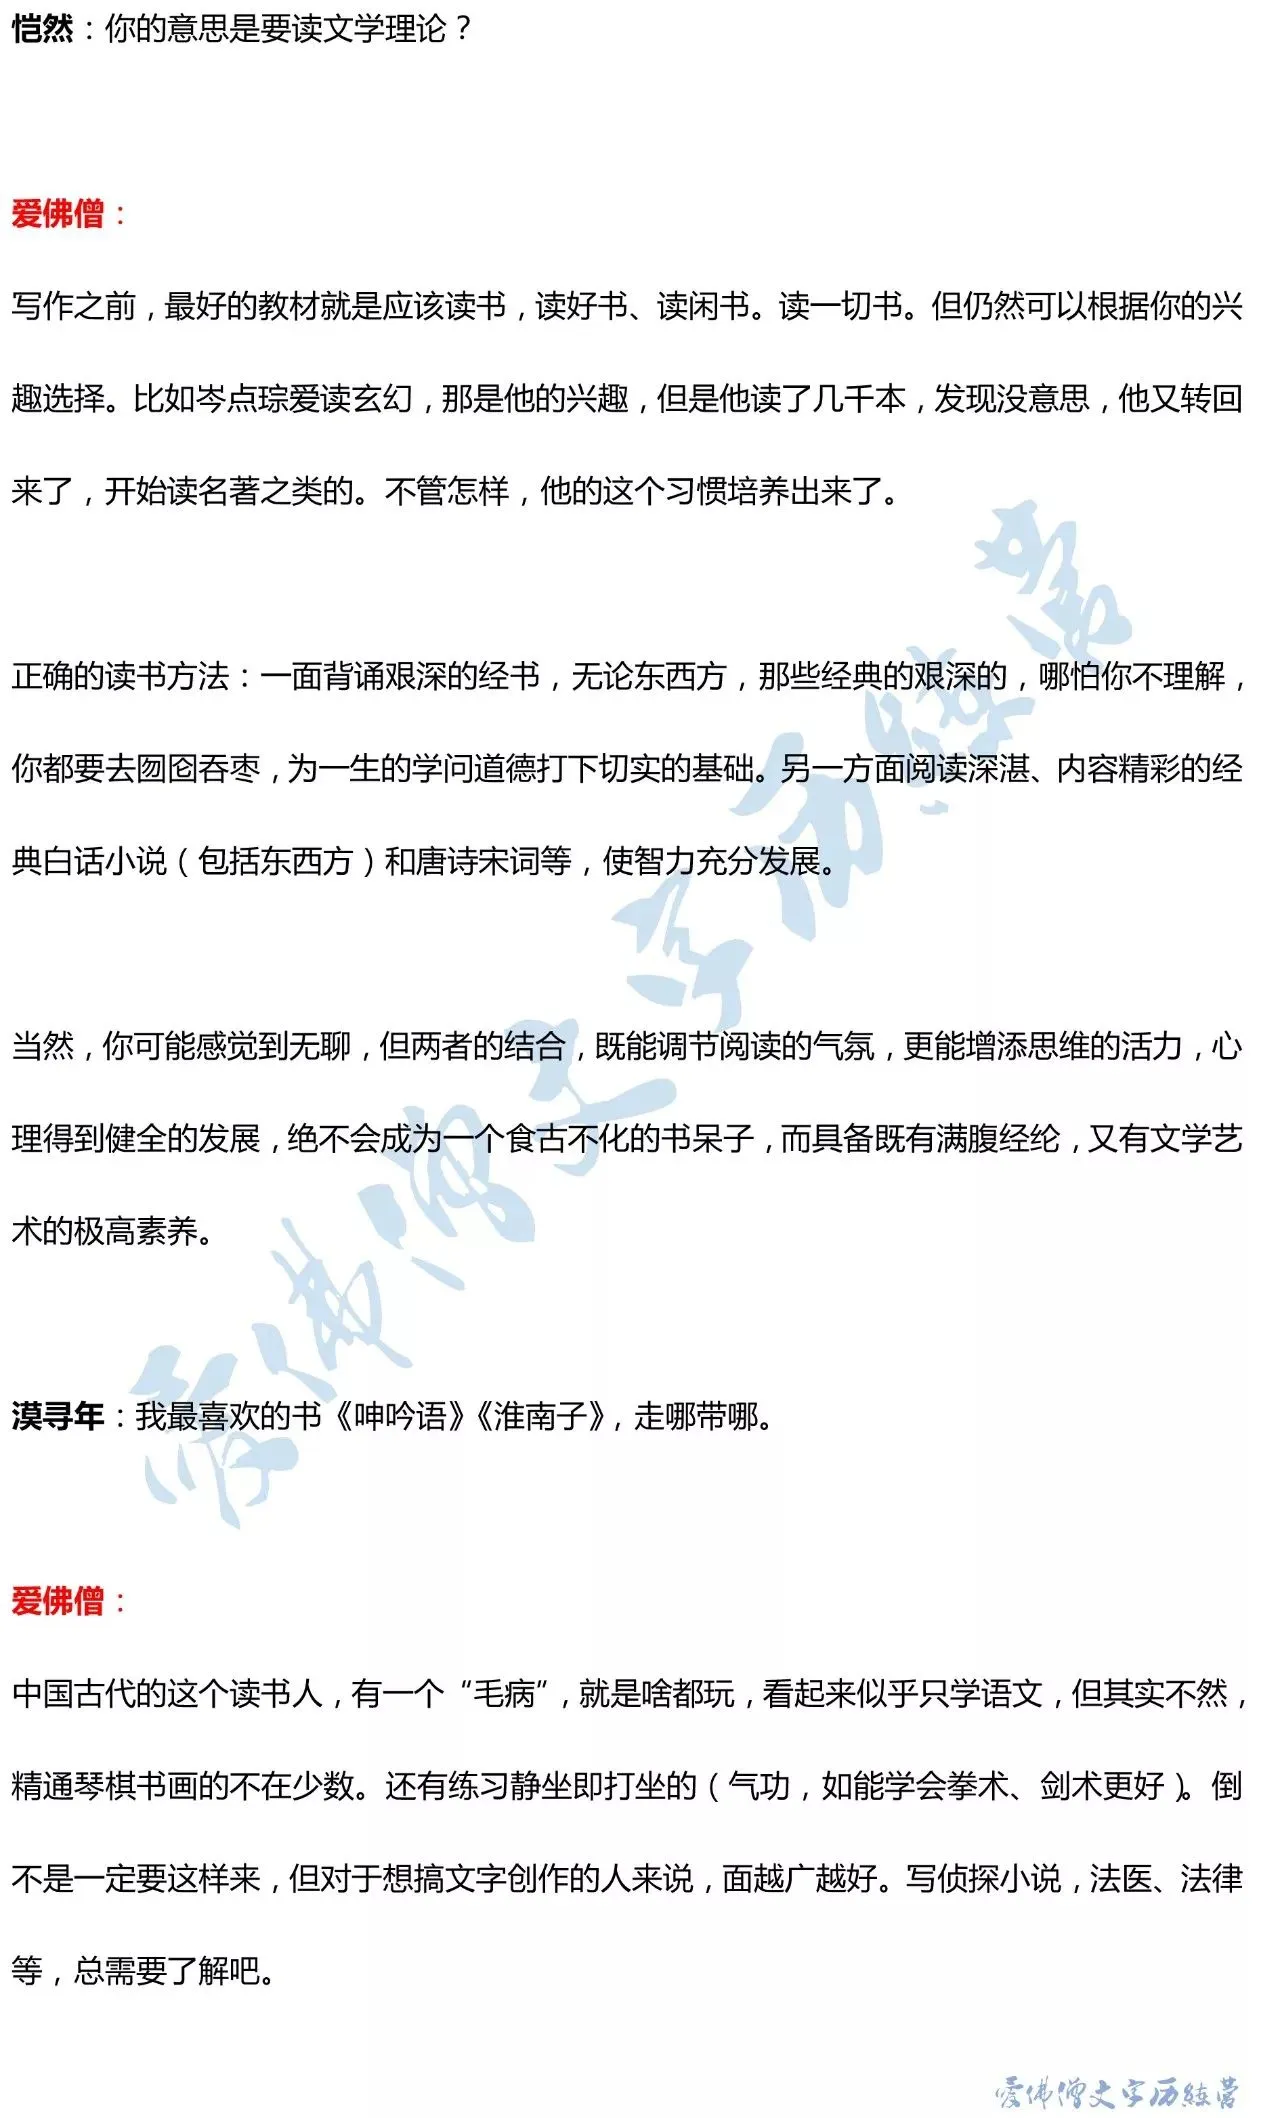 恺然：你的意思是要读文学理论？
爱佛僧：
写作之前，最好的教材就是应该读书，读好书、读闲书。读一切书。但仍然可以根据你的兴
趣选择。比如岑点琮爱读玄幻，那是他的兴趣，但是他读了几千本，发现没意思，他又转回
来了，开始读名著之类的。不管怎样，他的这个习惯培养出来了。
正确的读书方法：一面背诵艰深的经书，无论东西方，那些经典的艰深的，哪怕你不理解，
你都要去囫囵吞枣，为一生的学问道德打下切实的基础。另一方面阅读深湛、内容精彩的经
典白话小说（包括东西方）和唐诗宋词等，使智力充分发展。
当然，你可能感觉到无聊，但两者的结合，既能调节阅读的气氛，更能增添思维的活力，心
理得到健全的发展，绝不会成为一个食古不化的书呆子，而具备既有满腹经纶，又有文学艺
术的极高素养。
漠寻年：我最喜欢的书《呻吟语》《淮南子》，走哪带哪。
爱佛僧：
中国古代的这个读书人，有一个“毛病”，就是啥都玩，看起来似乎只学语文，但其实不然，
精通琴棋书画的不在少数。还有练习静坐即打坐的（气功，如能学会拳术、剑术更好）。倒
不是一定要这样来，但对于想搞文字创作的人来说，面越广越好。写侦探小说，法医、法律
等，总需要了解吧。
爱佛僧文字历练营
爱佛僧文字历练营